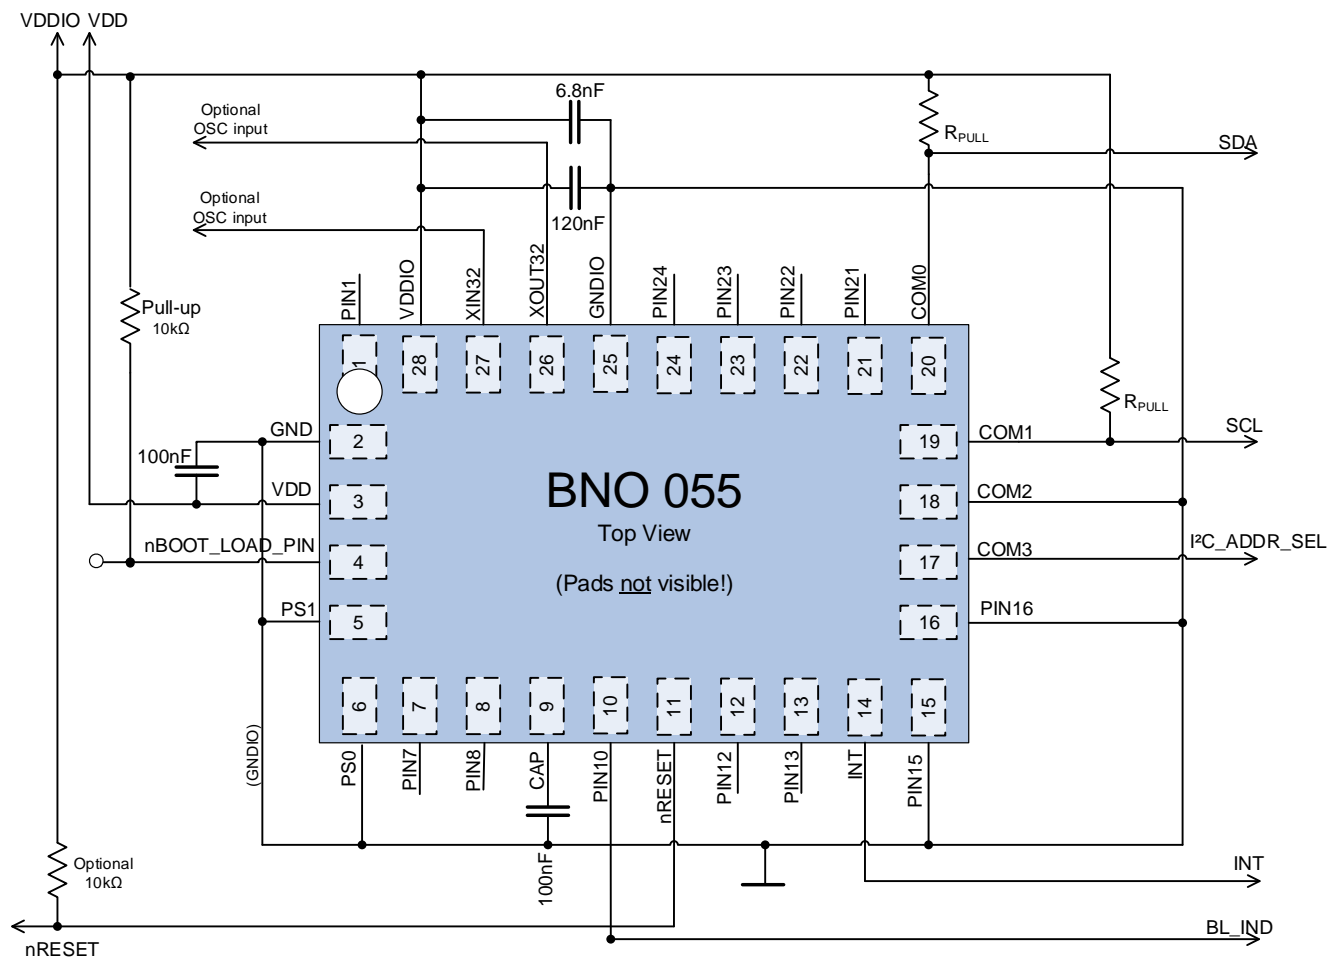 VDDIO VDD
6.8nF
Optional
OSC input
R_PULL
SDA
Optional
OSC input
120nF
PIN1
VDDIO
XIN32
XOUT32
GNDIO
PIN24
PIN23
PIN22
PIN21
COM0
Pull-up
10kΩ
1
28
27
26
25
24
23
22
21
20
R_PULL
GND
2
19
COM1
SCL
100nF
VDD
3
BNO 055
18
COM2
Top View
nBOOT_LOAD_PIN
4
17
COM3
I²C_ADDR_SEL
(Pads not visible!)
PS1
5
16
PIN16
6
7
8
9
10
11
12
13
14
15
(GNDIO)
PS0
PIN7
PIN8
CAP
PIN10
nRESET
PIN12
PIN13
INT
PIN15
Optional
10kΩ
100nF
INT
nRESET
BL_IND